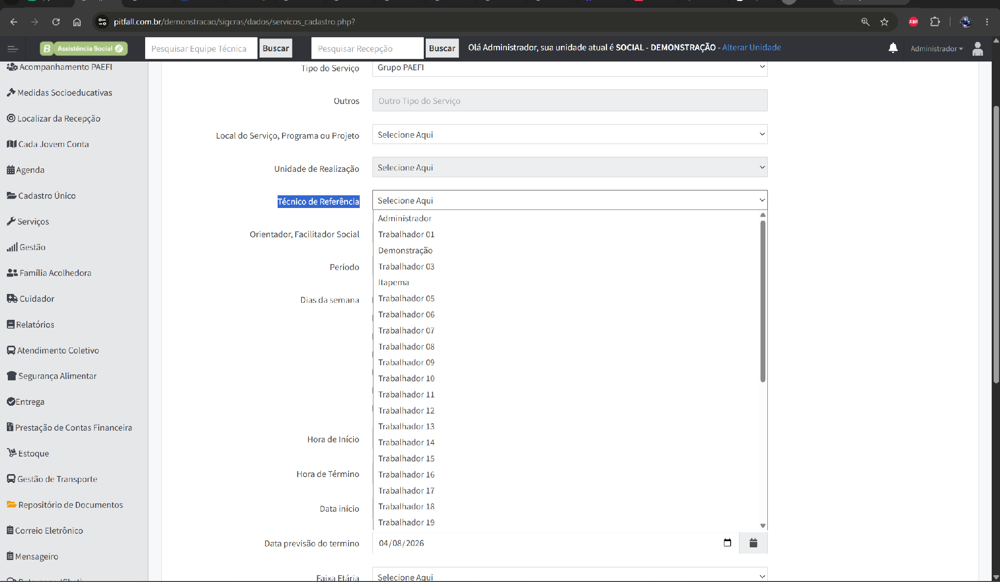 pitfall.com.br/demonstracao/sigcras/dados/servicos_cadastro.php?
ABP
B Assistência Social
Pesquisar Equipe Técnica
Buscar
Pesquisar Recepção
Buscar
Olá Administrador, sua unidade atual é SOCIAL - DEMONSTRAÇÃO - Alterar Unidade
Administrador
Acompanhamento PAEFI
Medidas Socioeducativas
Localizar da Recepção
Cada Jovem Conta
Agenda
Cadastro Único
Serviços
Gestão
Família Acolhedora
Cuidador
Relatórios
Atendimento Coletivo
Segurança Alimentar
Entrega
Prestação de Contas Financeira
Estoque
Gestão de Transporte
Repositório de Documentos
Correio Eletrônico
Mensageiro
Tipo do Serviço
Grupo PAEFI
Outros
Outro Tipo do Serviço
Local do Serviço, Programa ou Projeto
Selecione Aqui
Unidade de Realização
Selecione Aqui
Técnico de Referência
Selecione Aqui
Administrador
Trabalhador 01
Demonstração
Trabalhador 03
Itapema
Trabalhador 05
Trabalhador 06
Trabalhador 07
Trabalhador 08
Trabalhador 09
Trabalhador 10
Trabalhador 11
Trabalhador 12
Trabalhador 13
Trabalhador 14
Trabalhador 15
Trabalhador 16
Trabalhador 17
Trabalhador 18
Trabalhador 19
Orientador, Facilitador Social
Período
Dias da semana
Hora de Início
Hora de Término
Data início
Data previsão do termino
04/08/2026
Faixa Etária
Selecione Aqui